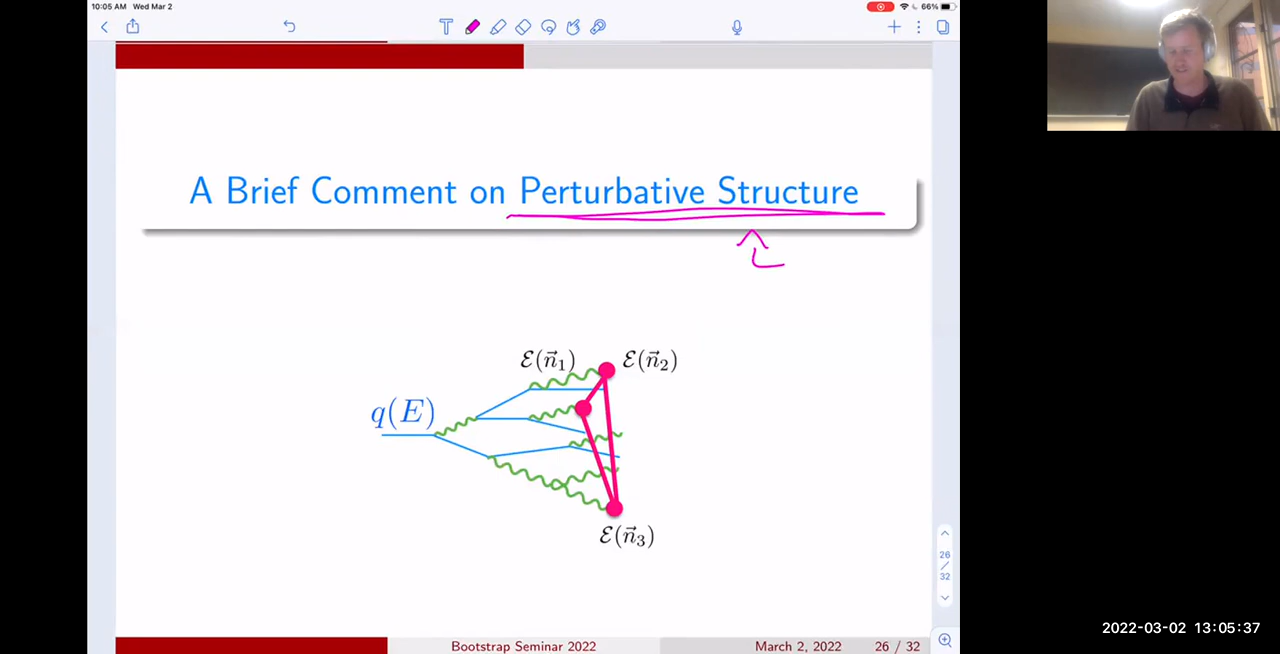 10:05 AM Wed Mar 2
66%
A Brief Comment on Perturbative Structure
ℰ(n⃗₁) ℰ(n⃗₂)
q(E)
ℰ(n⃗₃)
26
/
32
Bootstrap Seminar 2022 March 2, 2022 26 / 32
2022-03-02 13:05:37